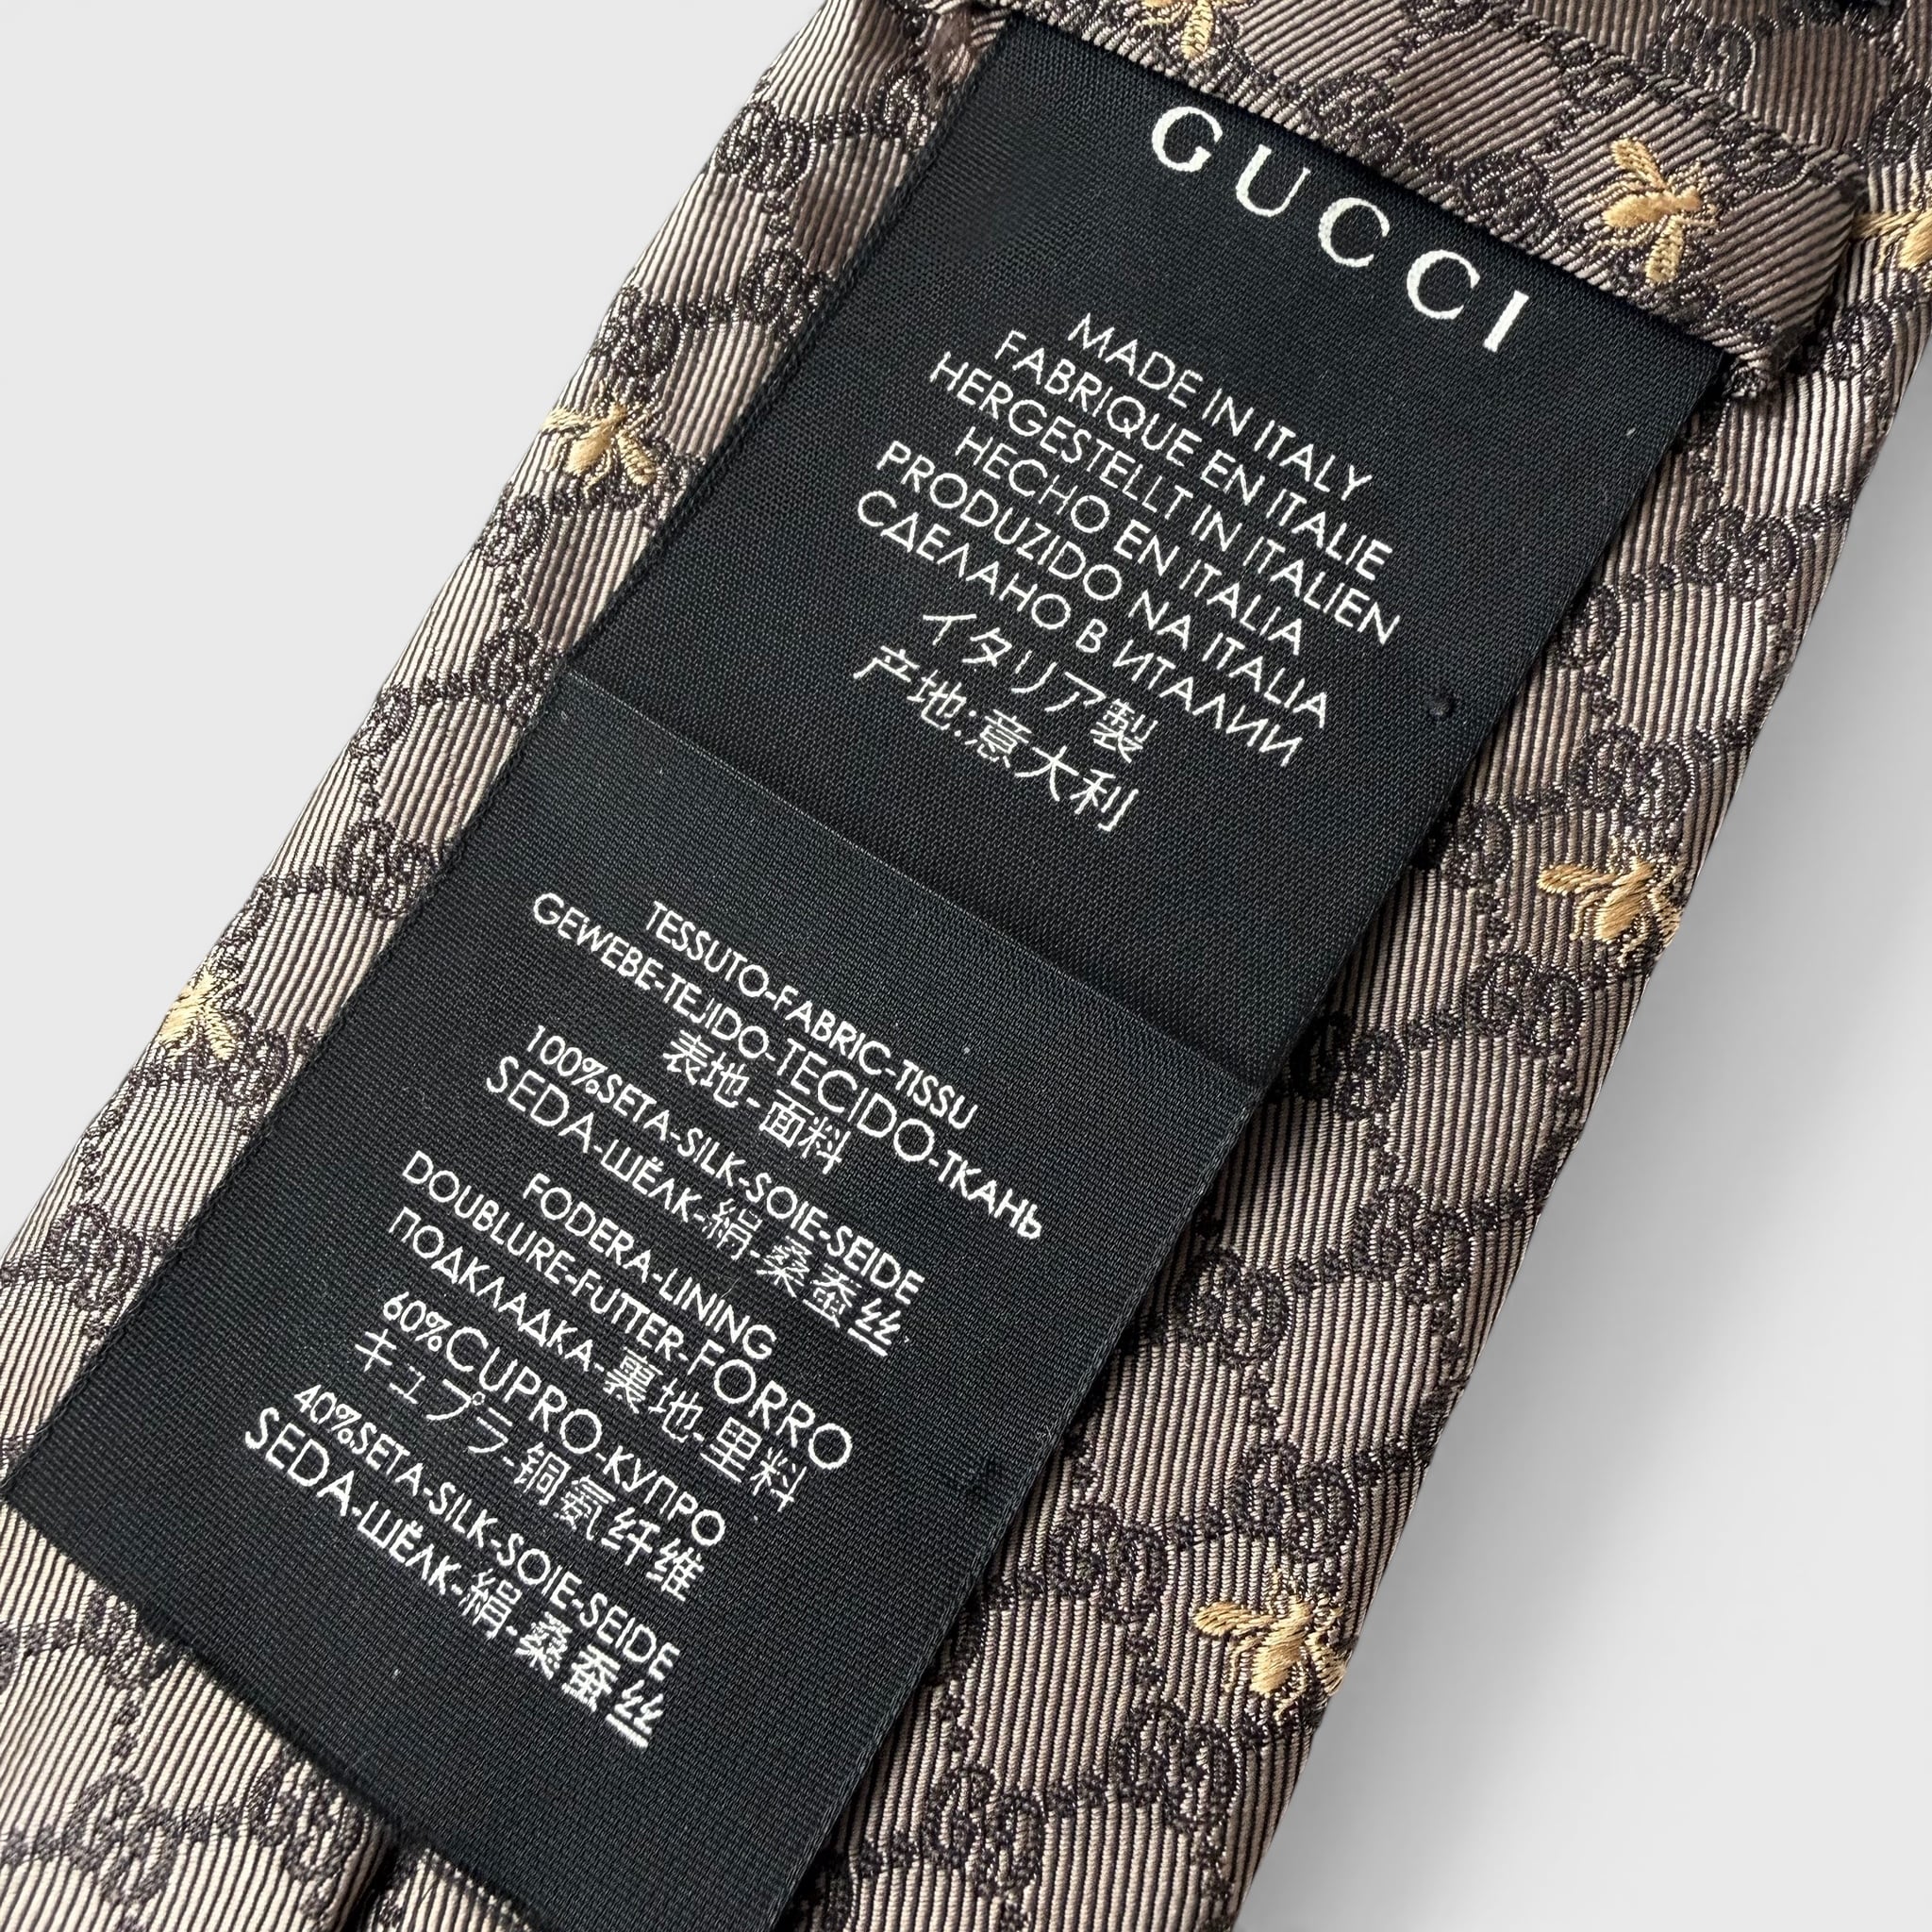 GUCCI
MADE IN ITALY
FABRIQUE EN ITALIE
HERGESTELLT IN ITALIEN
HECHO EN ITALIA
PRODUZIDO NA ITALIA
СДЕЛАНО В ИТАЛИИ
イタリア製
产地:意大利
TESSUTO-FABRIC-TISSU
GEWEBE-TEJIDO-TECIDO-ТКАНЬ
表地-面料
100%SETA-SILK-SOIE-SEIDE
SEDA-ШЁЛК-絹-桑蚕丝
FODERA-LINING
DOUBLURE-FUTTER-FORRO
ПОДКЛАДКА-裏地-里料
60%CUPRO-КУПРО
キュプラ-铜氨纤维
40%SETA-SILK-SOIE-SEIDE
SEDA-ШЁЛК-絹-桑蚕丝